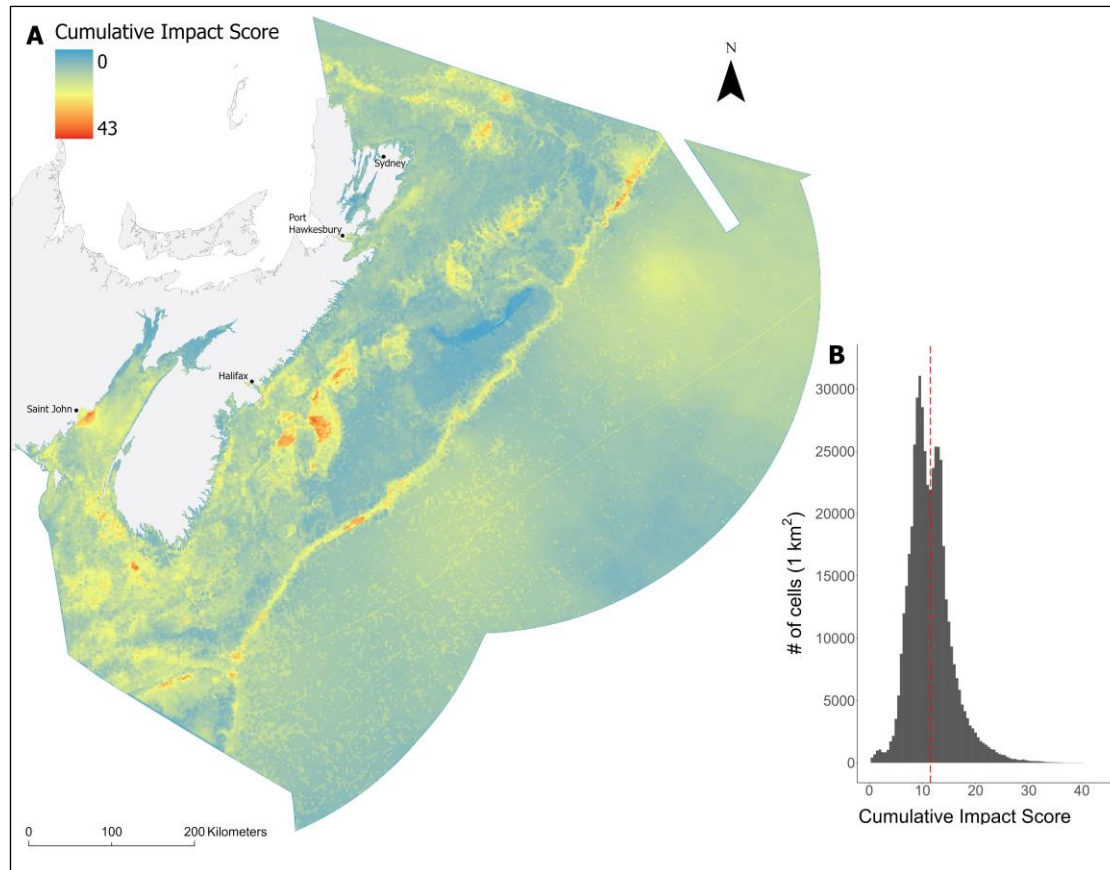 A Cumulative Impact Score
0
43
N
Sydney
Port
Hawkesbury
Halifax
Saint John
0 100 200 Kilometers
B
# of cells (1 km²)
30000
25000
20000
15000
10000
5000
0
0 10 20 30 40
Cumulative Impact Score